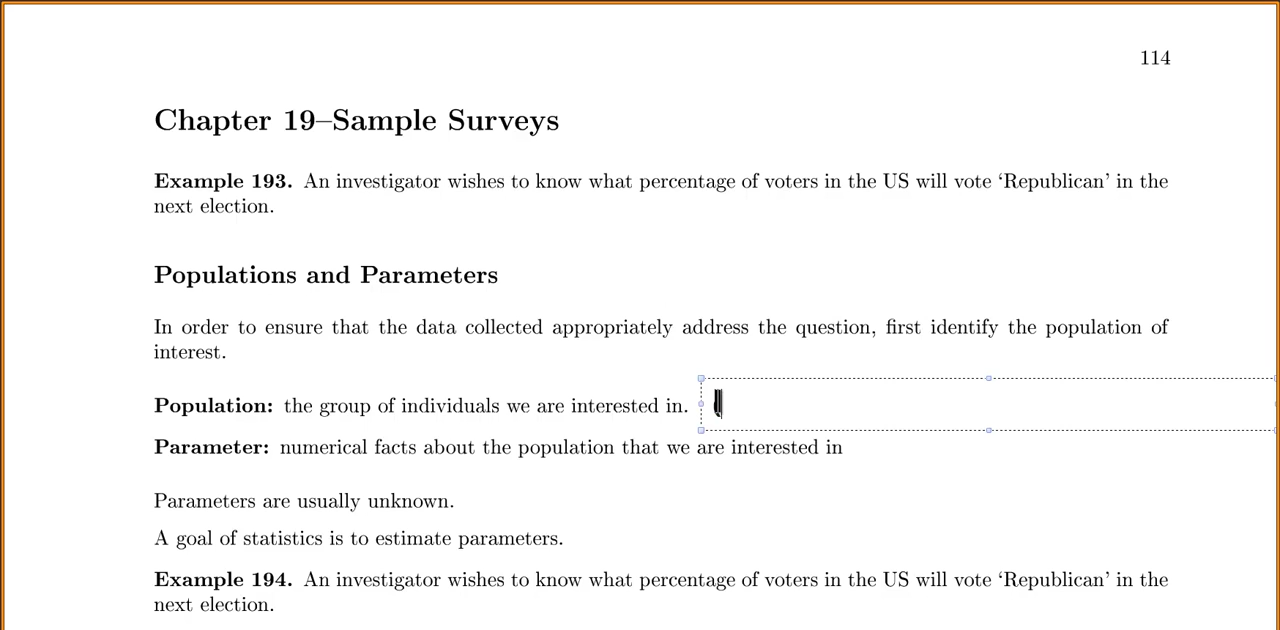 114
Chapter 19–Sample Surveys
Example 193. An investigator wishes to know what percentage of voters in the US will vote ‘Republican’ in the
next election.
Populations and Parameters
In order to ensure that the data collected appropriately address the question, first identify the population of
interest.
Population: the group of individuals we are interested in.
Parameter: numerical facts about the population that we are interested in
Parameters are usually unknown.
A goal of statistics is to estimate parameters.
Example 194. An investigator wishes to know what percentage of voters in the US will vote ‘Republican’ in the
next election.